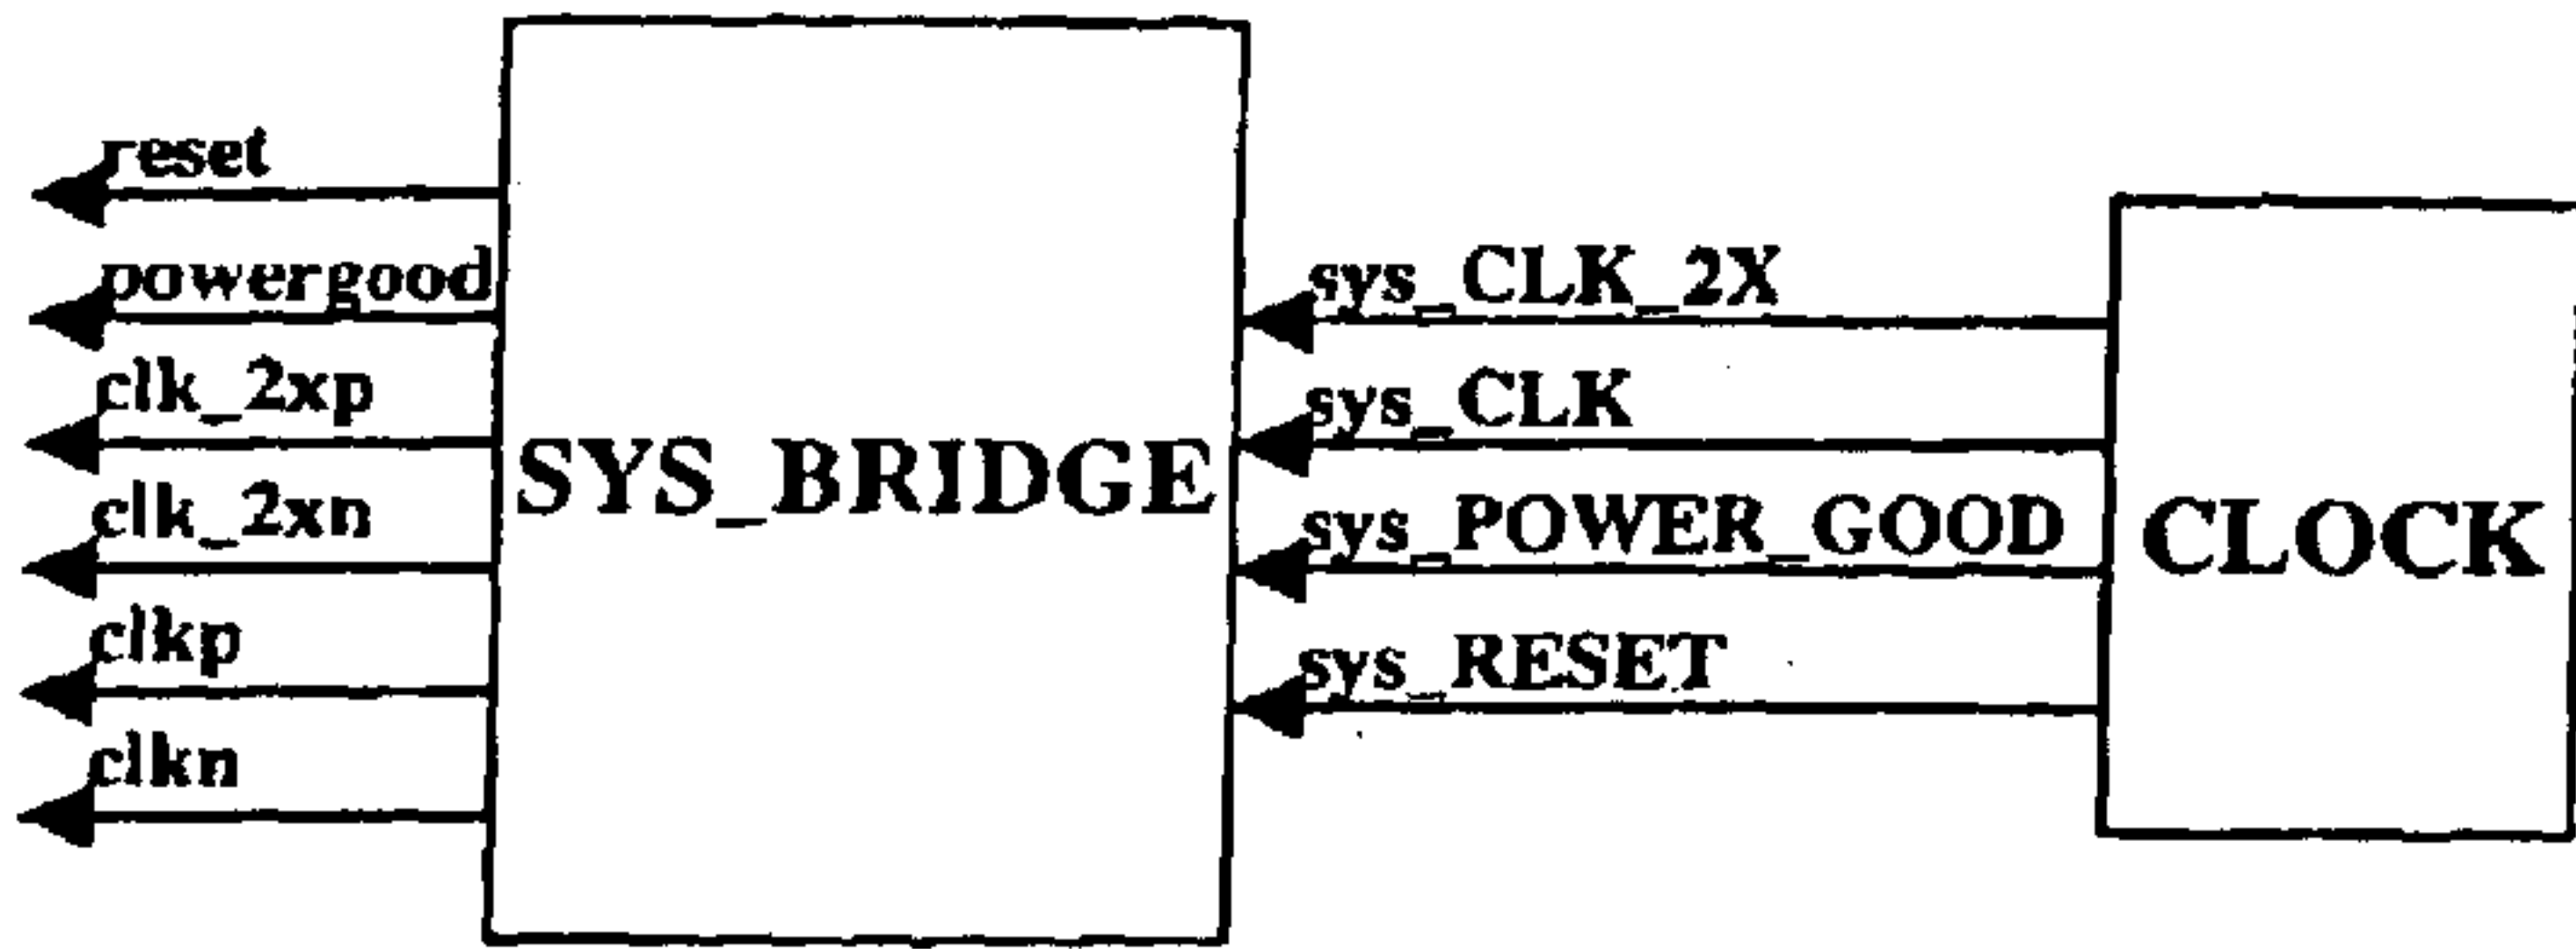 reset
powergood
clk_2xp
clk_2xn
clkp
clkn
SYS_BRIDGE
sys_CLK_2X
sys_CLK
sys_POWER_GOOD
sys_RESET
CLOCK